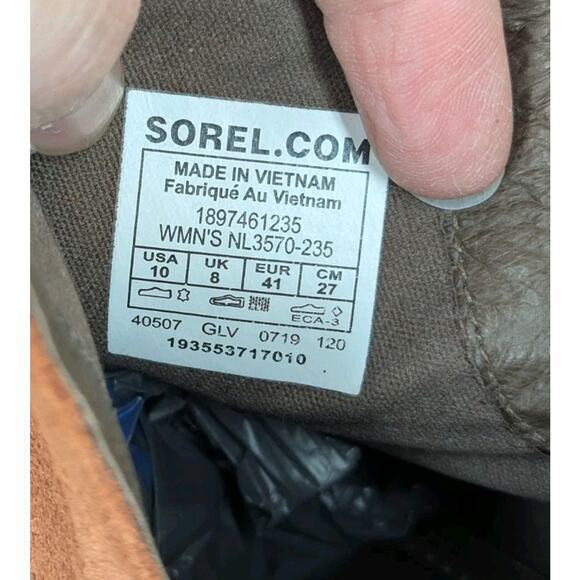 SOREL.COM
MADE IN VIETNAM
Fabriqué Au Vietnam
1897461235
WMN'S NL3570-235
USA UK EUR CM
10 8 41 27
ECA-3
40507 GLV 0719 120
193553717010